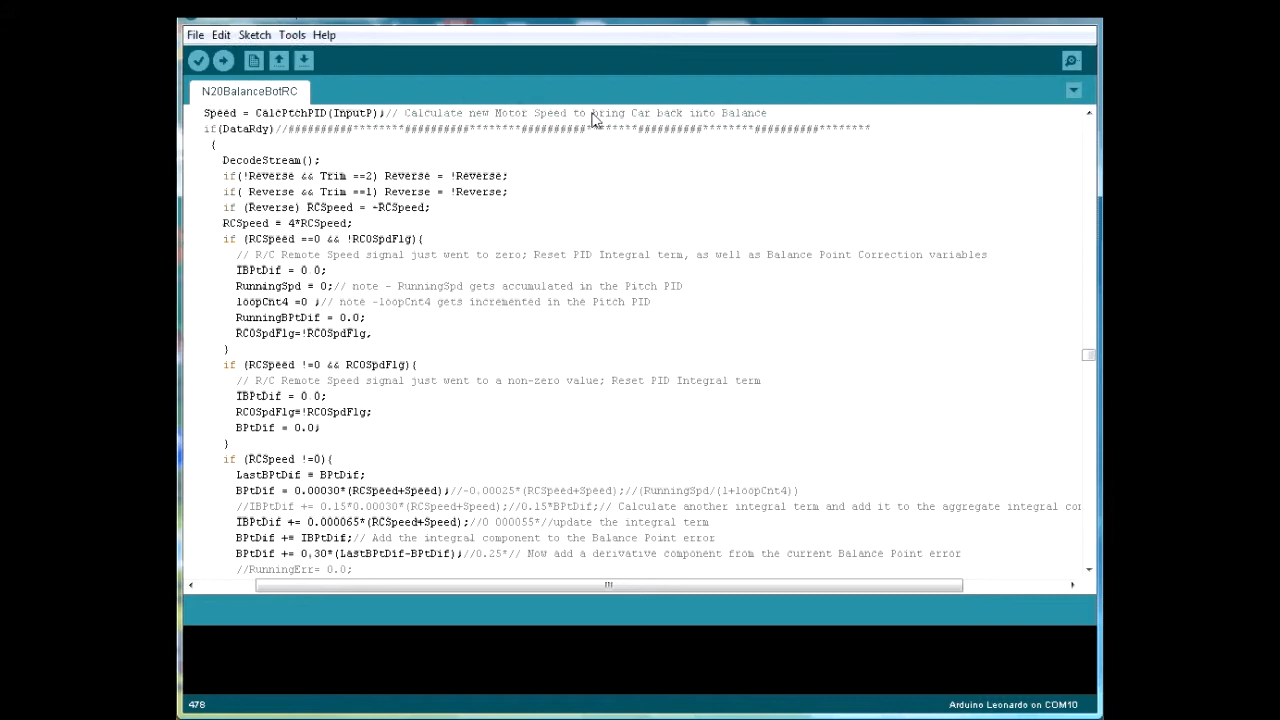 File Edit Sketch Tools Help
N20BalanceBotRC
Speed = CalcPtchPID(InputP);// Calculate new Motor Speed to bring Car back into Balance
if(DataRdy)//##########********##########********##########********##########********##########********
{
DecodeStream();
if(!Reverse && Trim ==2) Reverse = !Reverse;
if( Reverse && Trim ==1) Reverse = !Reverse;
if (Reverse) RCSpeed = -RCSpeed;
RCSpeed = 4*RCSpeed;
if (RCSpeed ==0 && !RC0SpdFlg){
// R/C Remote Speed signal just went to zero; Reset PID Integral term, as well as Balance Point Correction variables
IBPtDif = 0.0;
RunningSpd = 0;// note - RunningSpd gets accumulated in the Pitch PID
loopCnt4 =0 ;// note -loopCnt4 gets incremented in the Pitch PID
RunningBPtDif = 0.0;
RC0SpdFlg=!RC0SpdFlg;
}
if (RCSpeed !=0 && RC0SpdFlg){
// R/C Remote Speed signal just went to a non-zero value; Reset PID Integral term
IBPtDif = 0.0;
RC0SpdFlg=!RC0SpdFlg;
BPtDif = 0.0;
}
if (RCSpeed !=0){
LastBPtDif = BPtDif;
BPtDif = 0.00030*(RCSpeed+Speed);//-0.00025*(RCSpeed+Speed);//(RunningSpd/(1+loopCnt4))
//IBPtDif += 0.15*0.00030*(RCSpeed+Speed);//0.15*BPtDif;// Calculate another integral term and add it to the aggregate integral cor
IBPtDif += 0.000065*(RCSpeed+Speed);//0.000055*//update the integral term
BPtDif += IBPtDif;// Add the integral component to the Balance Point error
BPtDif += 0.30*(LastBPtDif-BPtDif);//0.25*// Now add a derivative component from the current Balance Point error
//RunningErr= 0.0;
478 Arduino Leonardo on COM10